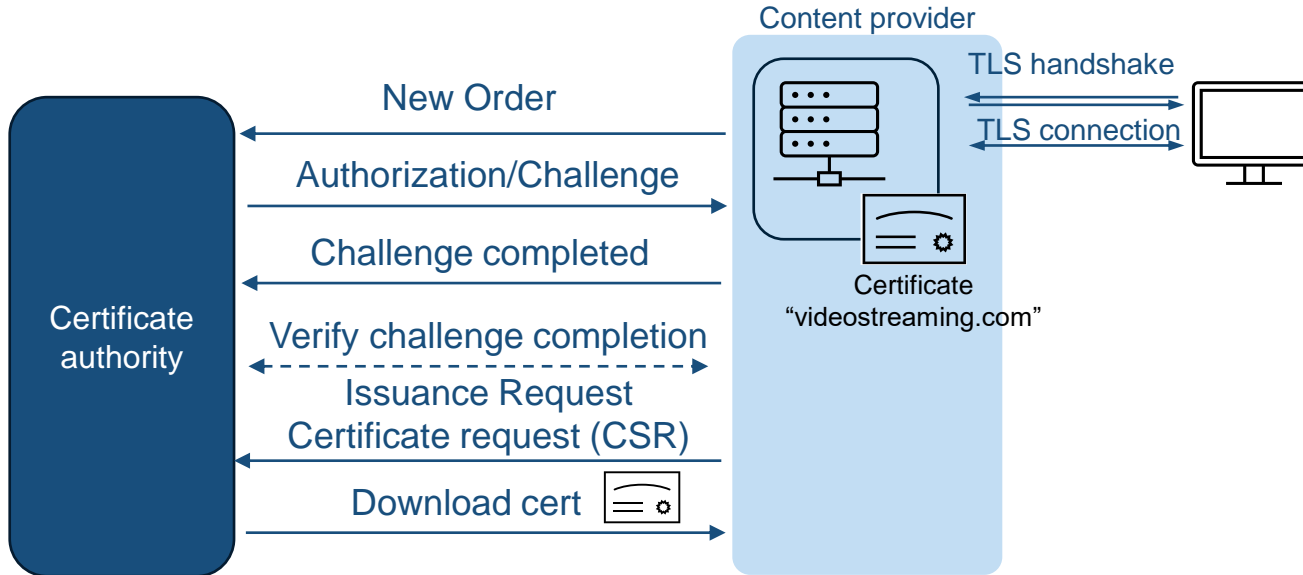 Content provider
TLS handshake
New Order
TLS connection
Authorization/Challenge
Challenge completed
Certificate
“videostreaming.com”
Certificate
authority
Verify challenge completion
Issuance Request
Certificate request (CSR)
Download cert